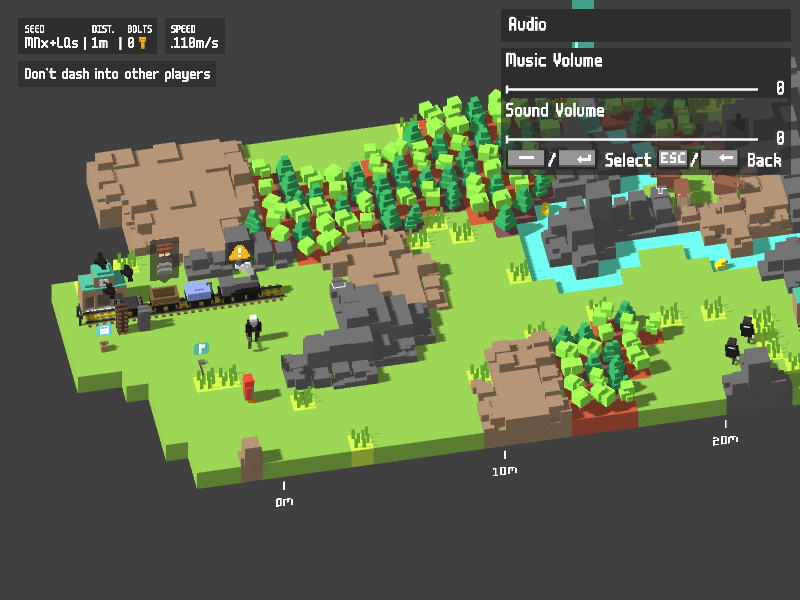 SEED DIST. BOLTS SPEED
MNx+LQs 1m 0 .110m/s
Don't dash into other players
Audio
Music Volume
0
Sound Volume
0
/ Select ESC / Back
0m
10m
20m